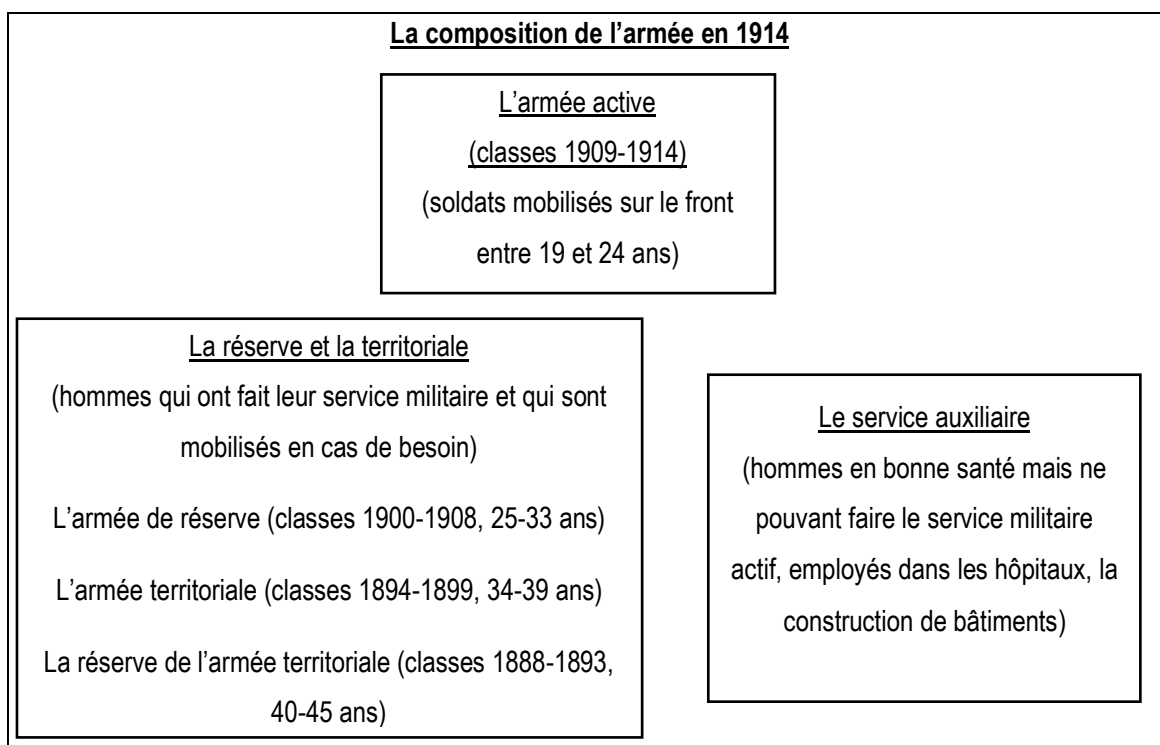 La composition de l’armée en 1914
L’armée active
(classes 1909-1914)
(soldats mobilisés sur le front
entre 19 et 24 ans)
La réserve et la territoriale
(hommes qui ont fait leur service militaire et qui sont
mobilisés en cas de besoin)
L’armée de réserve (classes 1900-1908, 25-33 ans)
L’armée territoriale (classes 1894-1899, 34-39 ans)
La réserve de l’armée territoriale (classes 1888-1893,
40-45 ans)
Le service auxiliaire
(hommes en bonne santé mais ne
pouvant faire le service militaire
actif, employés dans les hôpitaux, la
construction de bâtiments)